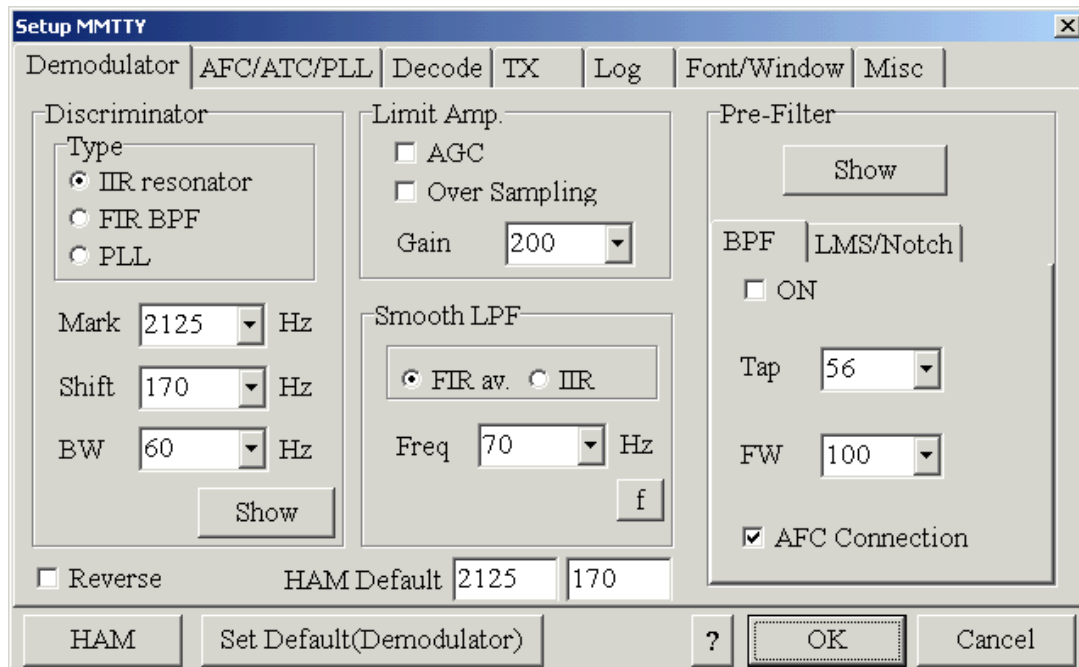 Setup MMTTY
Demodulator AFC/ATC/PLL Decode TX Log Font/Window Misc
Discriminator
Type
IIR resonator
FIR BPF
PLL
Mark 2125 Hz
Shift 170 Hz
BW 60 Hz
Show
Limit Amp.
AGC
Over Sampling
Gain 200
Smooth LPF
FIR av. IIR
Freq 70 Hz
f
Pre-Filter
Show
BPF LMS/Notch
ON
Tap 56
FW 100
AFC Connection
Reverse HAM Default 2125 170
HAM Set Default(Demodulator) ? OK Cancel